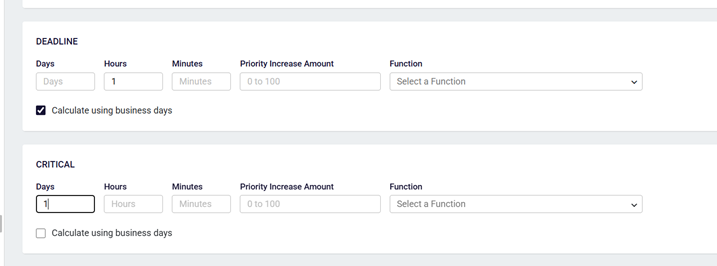 DEADLINE
Days Hours Minutes Priority Increase Amount Function
Days 1 Minutes 0 to 100 Select a Function
Calculate using business days
CRITICAL
Days Hours Minutes Priority Increase Amount Function
1 Hours Minutes 0 to 100 Select a Function
Calculate using business days